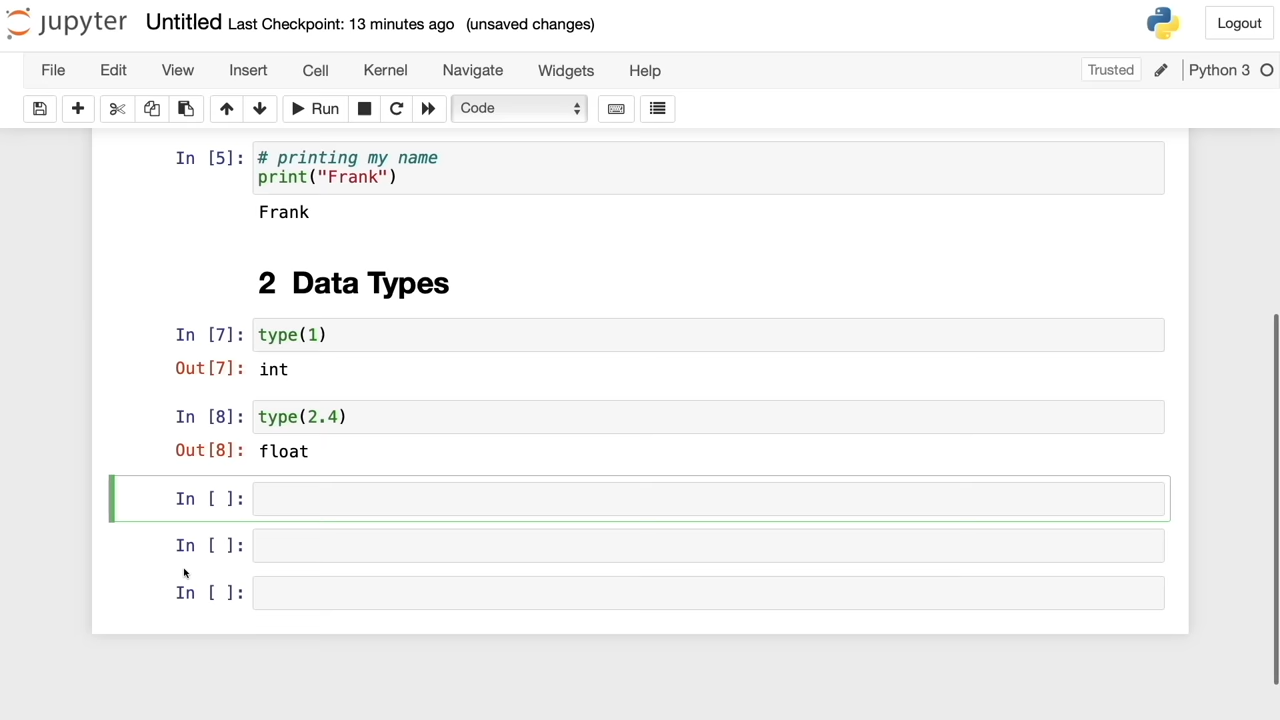 jupyter Untitled Last Checkpoint: 13 minutes ago (unsaved changes) Logout
File Edit View Insert Cell Kernel Navigate Widgets Help Trusted Python 3
Run Code
In [5]: # printing my name
print("Frank")
Frank
2 Data Types
In [7]: type(1)
Out[7]: int
In [8]: type(2.4)
Out[8]: float
In [ ]:
In [ ]:
In [ ]: